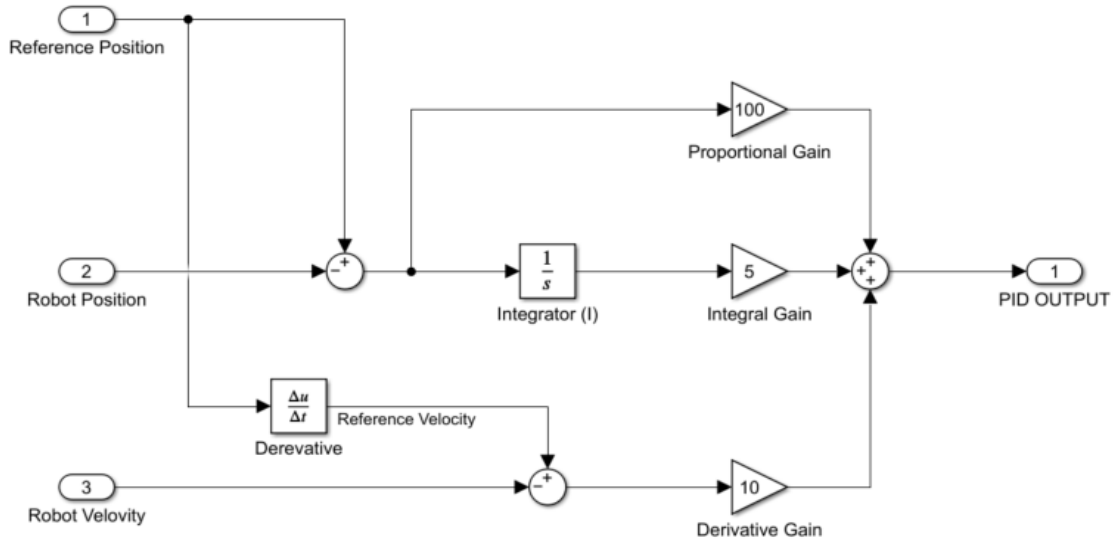 1
Reference Position
100
Proportional Gain
2
Robot Position
− +
1
s
Integrator (I)
5
Integral Gain
+
+
+
1
PID OUTPUT
Δu
Δt
Derevative
Reference Velocity
3
Robot Velovity
− +
10
Derivative Gain